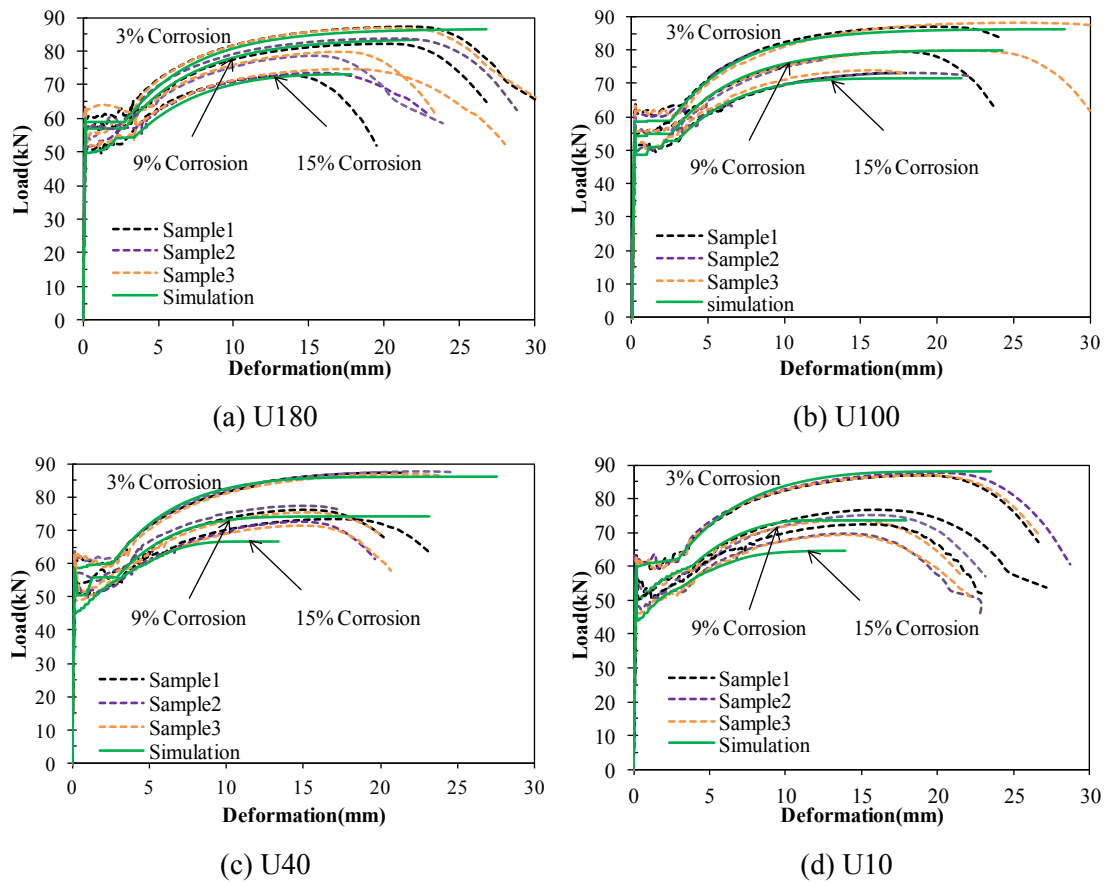 90
80
70
60
50
40
30
20
10
0
Load(kN)
3% Corrosion
9% Corrosion
15% Corrosion
Sample1
Sample2
Sample3
Simulation
0 5 10 15 20 25 30
Deformation(mm)
(a) U180
90
80
70
60
50
40
30
20
10
0
Load(kN)
3% Corrosion
9% Corrosion
15% Corrosion
Sample1
Sample2
Sample3
simulation
0 5 10 15 20 25 30
Deformation(mm)
(b) U100
90
80
70
60
50
40
30
20
10
0
Load(kN)
3% Corrosion
9% Corrosion
15% Corrosion
Sample1
Sample2
Sample3
Simulation
0 5 10 15 20 25 30
Deformation(mm)
(c) U40
90
80
70
60
50
40
30
20
10
0
Load(kN)
3% Corrosion
9% Corrosion
15% Corrosion
Sample1
Sample2
Sample3
Simulation
0 5 10 15 20 25 30
Deformation(mm)
(d) U10